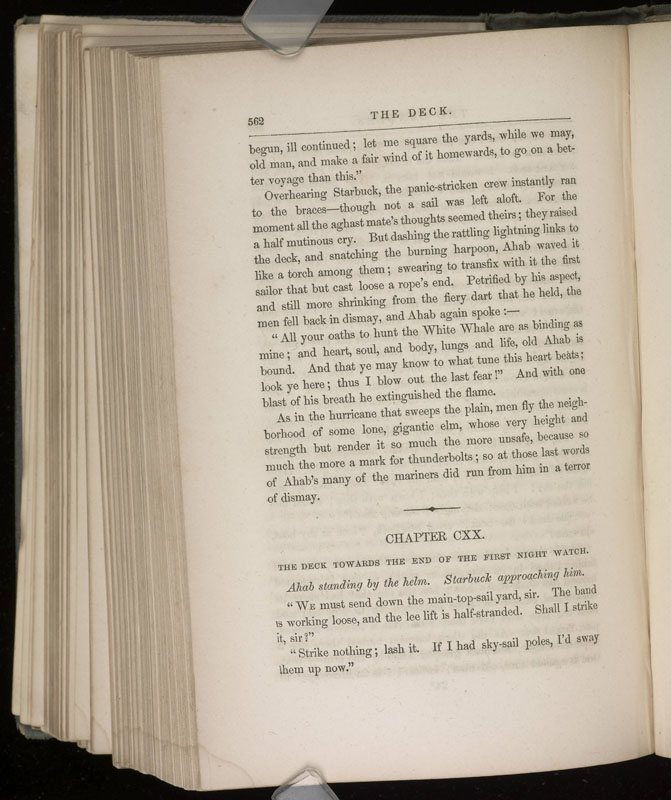 562
THE DECK.
begun, ill continued; let me square the yards, while we may,
old man, and make a fair wind of it homewards, to go on a bet-
ter voyage than this.”
Overhearing Starbuck, the panic-stricken crew instantly ran
to the braces—though not a sail was left aloft. For the
moment all the aghast mate's thoughts seemed theirs; they raised
a half mutinous cry. But dashing the rattling lightning links to
the deck, and snatching the burning harpoon, Ahab waved it
like a torch among them; swearing to transfix with it the first
sailor that but cast loose a rope's end. Petrified by his aspect,
and still more shrinking from the fiery dart that he held, the
men fell back in dismay, and Ahab again spoke:—
“All your oaths to hunt the White Whale are as binding as
mine; and heart, soul, and body, lungs and life, old Ahab is
bound. And that ye may know to what tune this heart beats;
look ye here; thus I blow out the last fear!” And with one
blast of his breath he extinguished the flame.
As in the hurricane that sweeps the plain, men fly the neigh-
borhood of some lone, gigantic elm, whose very height and
strength but render it so much the more unsafe, because so
much the more a mark for thunderbolts; so at those last words
of Ahab's many of the mariners did run from him in a terror
of dismay.
CHAPTER CXX.
THE DECK TOWARDS THE END OF THE FIRST NIGHT WATCH.
Ahab standing by the helm. Starbuck approaching him.
“WE must send down the main-top-sail yard, sir. The band
is working loose, and the lee lift is half-stranded. Shall I strike
it, sir?”
“Strike nothing; lash it. If I had sky-sail poles, I'd sway
them up now.”